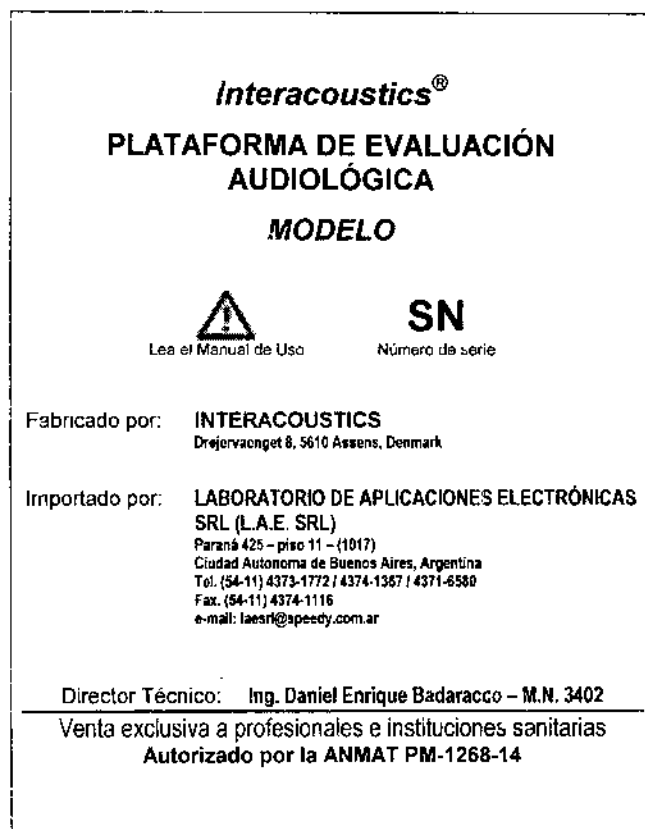 Interacoustics®
PLATAFORMA DE EVALUACIÓN
AUDIOLÓGICA
MODELO
SN
Lea el Manual de Uso Número de serie
Fabricado por: INTERACOUSTICS
Drejervaenget 8, 5610 Assens, Denmark
Importado por: LABORATORIO DE APLICACIONES ELECTRÓNICAS
SRL (L.A.E. SRL)
Paraná 425 – piso 11 – (1017)
Ciudad Autonoma de Buenos Aires, Argentina
Tel. (54-11) 4373-1772 / 4374-1367 / 4371-6580
Fax. (54-11) 4374-1116
e-mail: laesrl@speedy.com.ar
Director Técnico: Ing. Daniel Enrique Badaracco – M.N. 3402
Venta exclusiva a profesionales e instituciones sanitarias
Autorizado por la ANMAT PM-1268-14